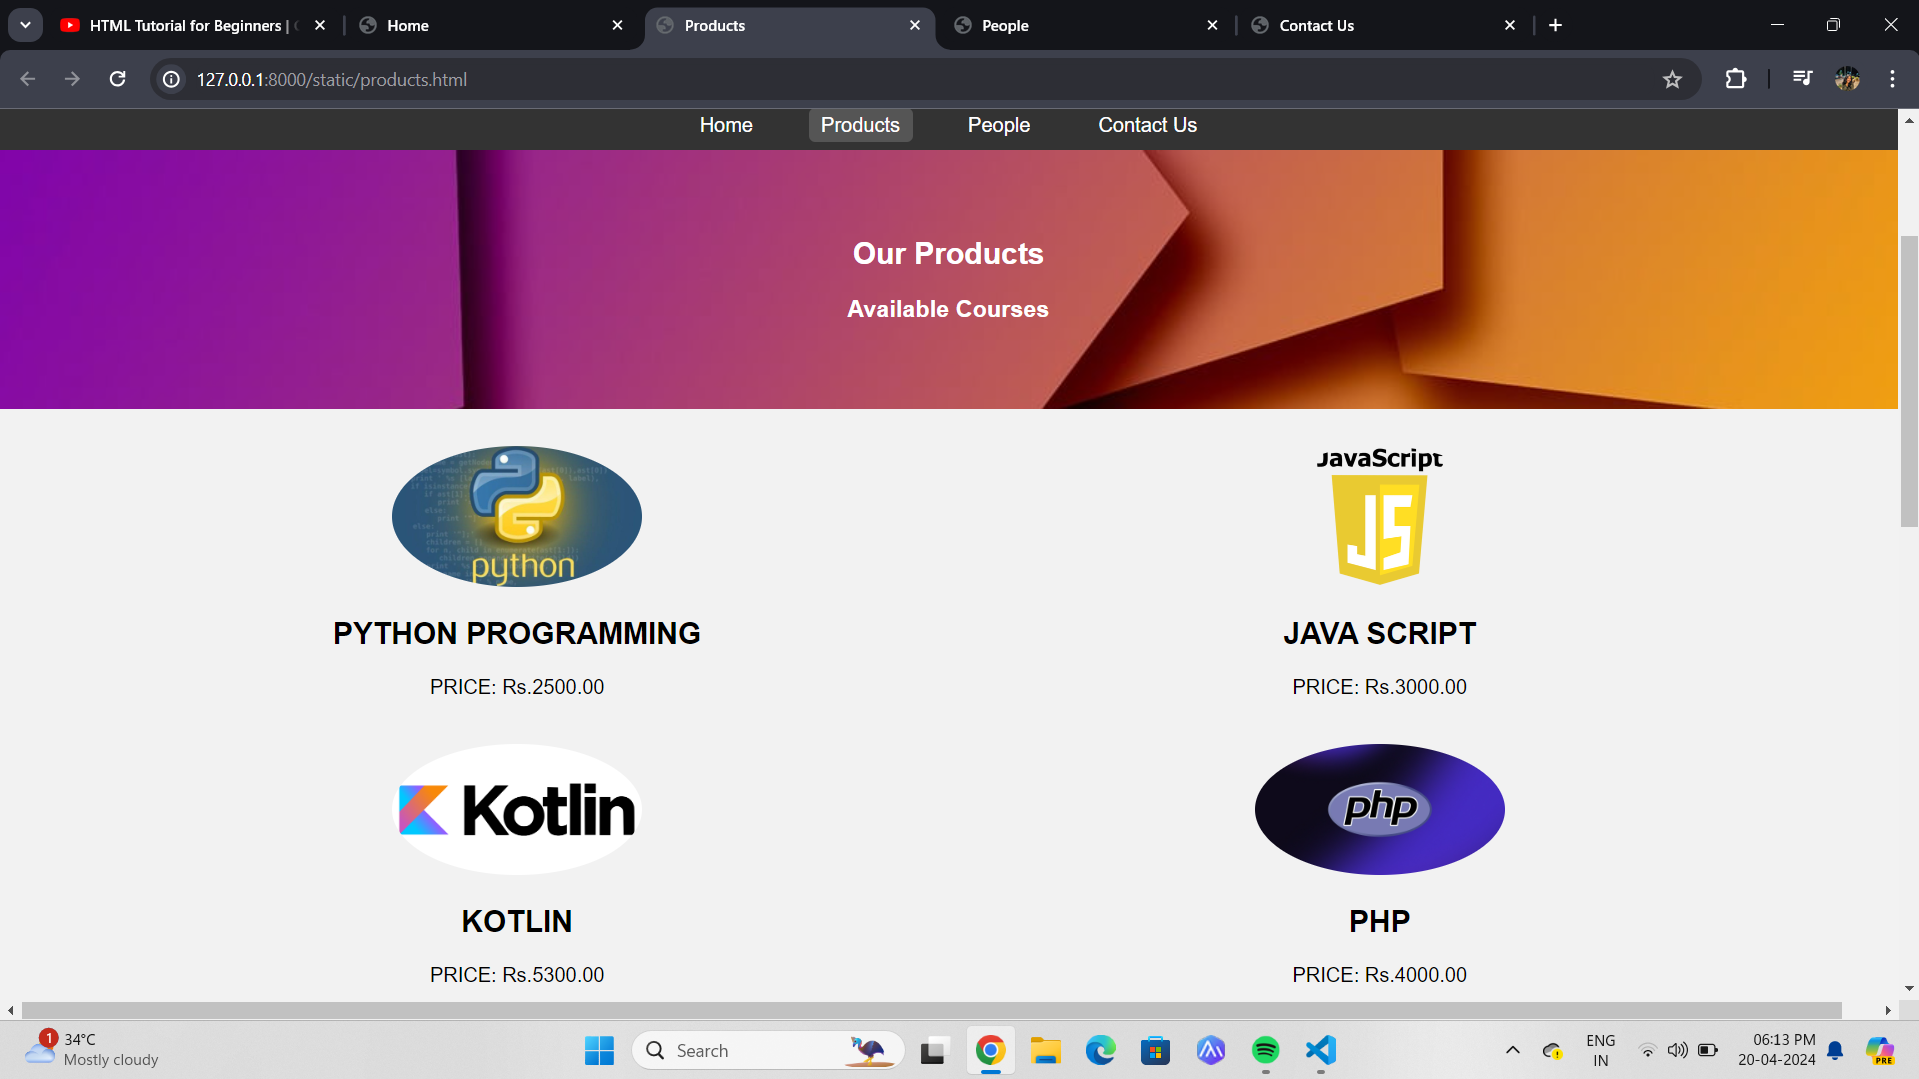 HTML Tutorial for Beginners |
Home
Products
People
Contact Us
127.0.0.1:8000/static/products.html
Home
Products
People
Contact Us
Our Products
Available Courses
python
JavaScript
JS
PYTHON PROGRAMMING
JAVA SCRIPT
PRICE: Rs.2500.00
PRICE: Rs.3000.00
Kotlin
php
KOTLIN
PHP
PRICE: Rs.5300.00
PRICE: Rs.4000.00
1
34°C
Mostly cloudy
Search
ENG
IN
06:13 PM
20-04-2024
PRE